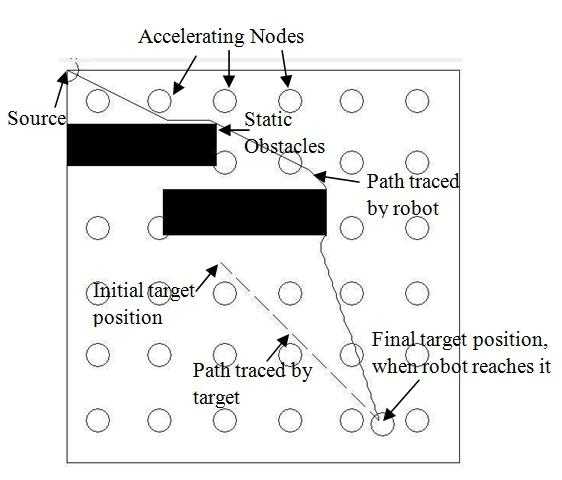 Accelerating Nodes
Source
Static
Obstacles
Path traced
by robot
Initial target
position
Final target position,
when robot reaches it
Path traced by
target